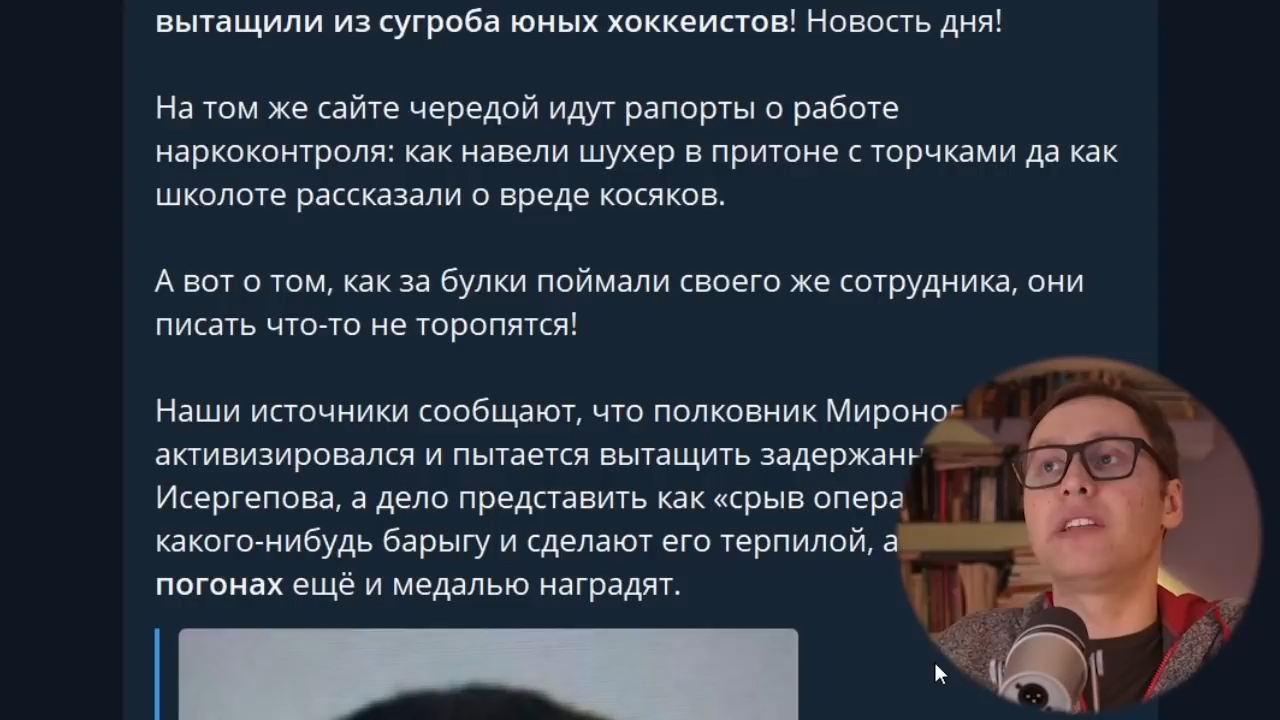 вытащили из сугроба юных хоккеистов! Новость дня!
На том же сайте чередой идут рапорты о работе
наркоконтроля: как навели шухер в притоне с торчками да как
школоте рассказали о вреде косяков.
А вот о том, как за булки поймали своего же сотрудника, они
писать что-то не торопятся!
Наши источники сообщают, что полковник
активизировался и пытается вытащить
Исергепова, а дело представить как «срыв
какого-нибудь барыгу и сделают его терпилой, а
погонах ещё и медалью наградят.